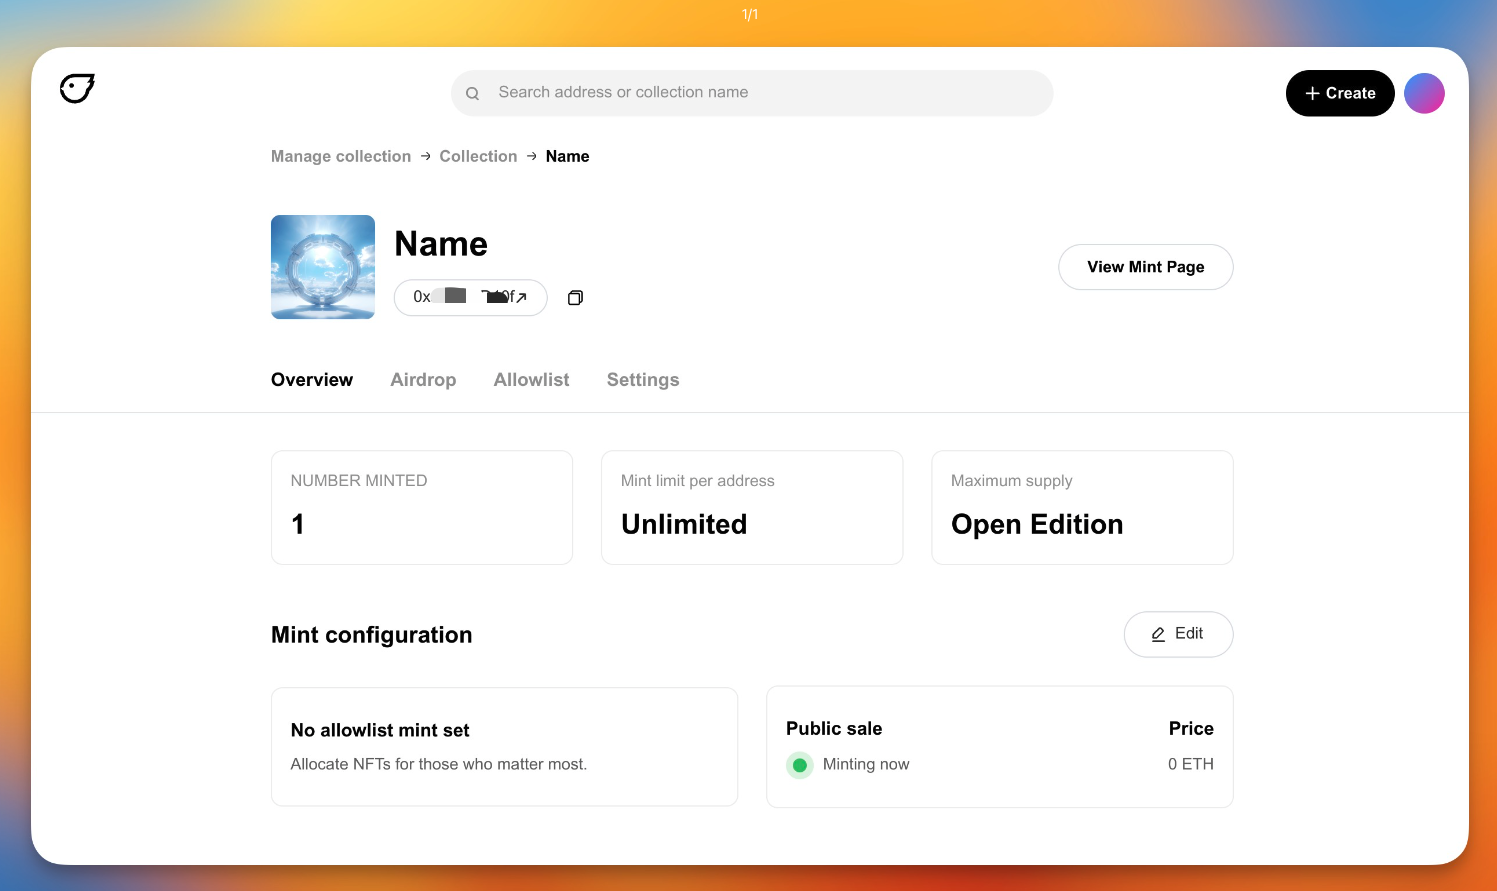 1/1
Search address or collection name
+ Create
Manage collection → Collection → Name
Name
View Mint Page
0x 0f↗
Overview Airdrop Allowlist Settings
NUMBER MINTED
1
Mint limit per address
Unlimited
Maximum supply
Open Edition
Mint configuration
Edit
No allowlist mint set
Allocate NFTs for those who matter most.
Public sale Price
Minting now 0 ETH